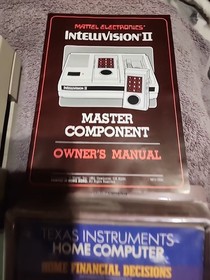 MATTEL ELECTRONICS®
INTELLIVISION II
MASTER
COMPONENT
OWNER'S MANUAL
TEXAS INSTRUMENTS
HOME COMPUTER
HOME FINANCIAL DECISIONS